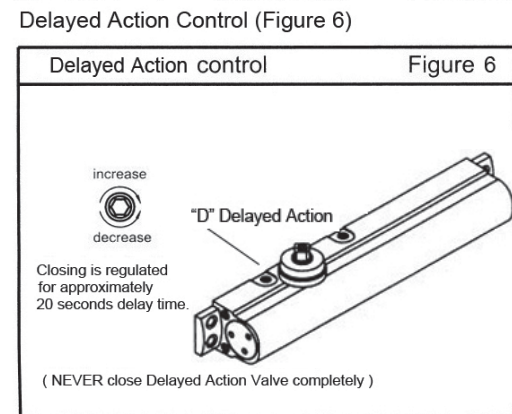 Delayed Action Control (Figure 6)
Delayed Action control Figure 6
increase
"D" Delayed Action
decrease
Closing is regulated
for approximately
20 seconds delay time.
( NEVER close Delayed Action Valve completely )